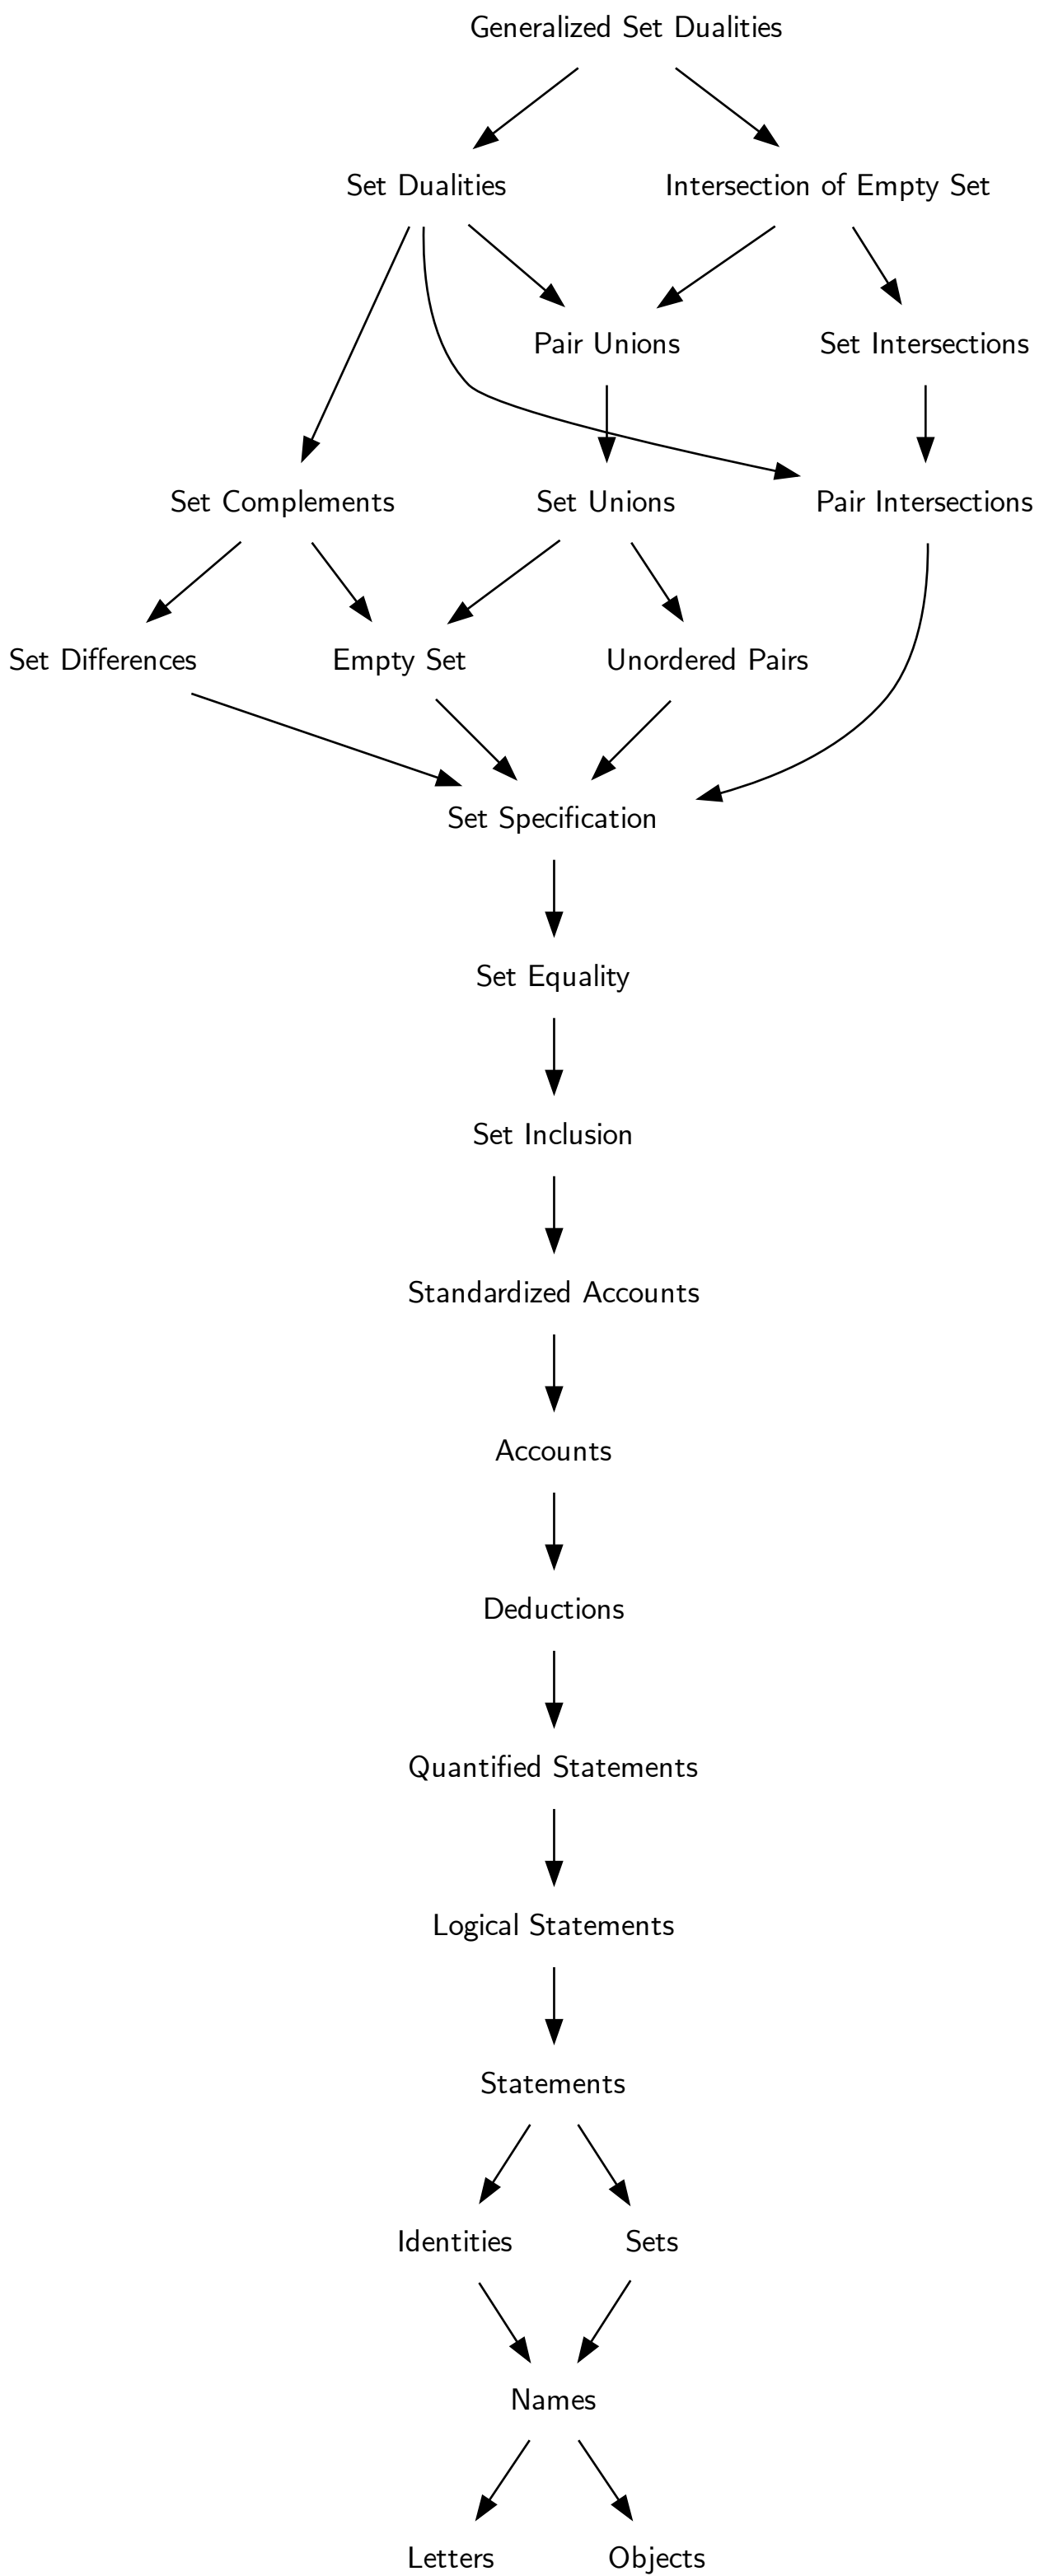 Generalized Set Dualities
Set Dualities
Intersection of Empty Set
Pair Unions
Set Intersections
Set Complements
Set Unions
Pair Intersections
Set Differences
Empty Set
Unordered Pairs
Set Specification
Set Equality
Set Inclusion
Standardized Accounts
Accounts
Deductions
Quantified Statements
Logical Statements
Statements
Identities
Sets
Names
Letters
Objects